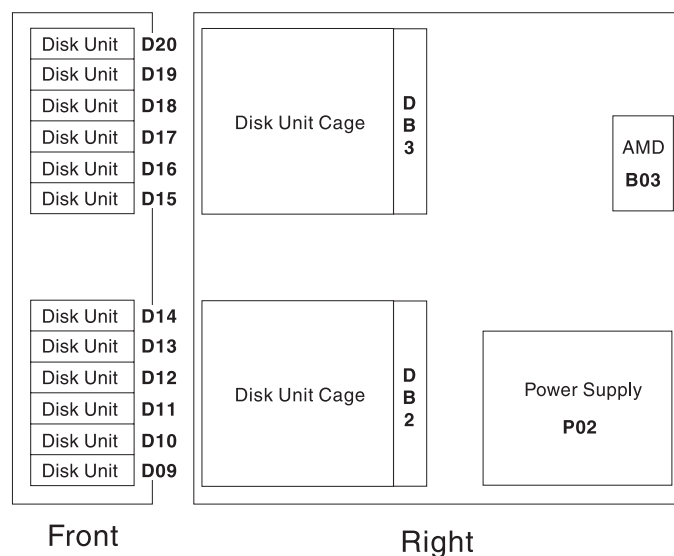 Disk Unit D20
Disk Unit D19
Disk Unit D18
Disk Unit D17
Disk Unit D16
Disk Unit D15
Disk Unit D14
Disk Unit D13
Disk Unit D12
Disk Unit D11
Disk Unit D10
Disk Unit D09
Front
Disk Unit Cage
D
B
3
AMD
B03
Disk Unit Cage
D
B
2
Power Supply
P02
Right